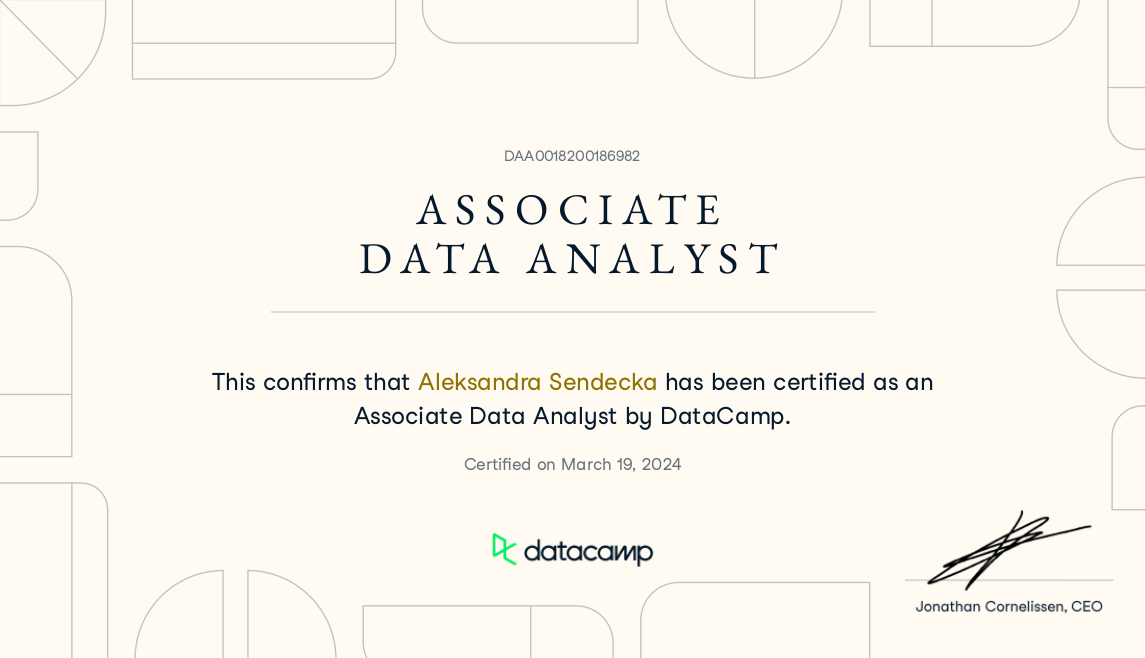 DAA0018200186982
ASSOCIATE
DATA ANALYST
This confirms that Aleksandra Sendecka has been certified as an
Associate Data Analyst by DataCamp.
Certified on March 19, 2024
datacamp
Jonathan Cornelissen, CEO